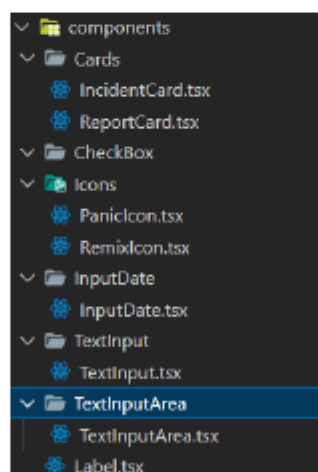 components
Cards
IncidentCard.tsx
ReportCard.tsx
CheckBox
Icons
PanicIcon.tsx
RemixIcon.tsx
InputDate
InputDate.tsx
TextInput
TextInput.tsx
TextInputArea
TextInputArea.tsx
Label.tsx